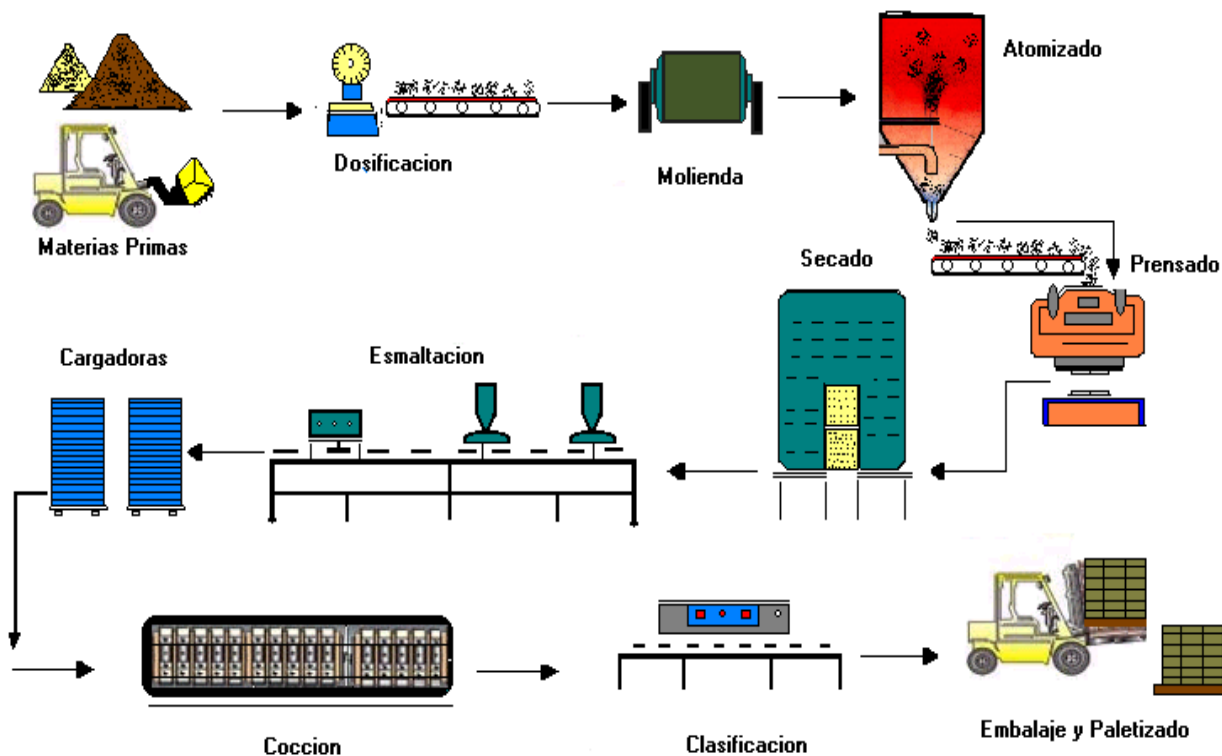 Materias Primas
Dosificacion
Molienda
Atomizado
Prensado
Secado
Esmaltacion
Cargadoras
Coccion
Clasificacion
Embalaje y Paletizado